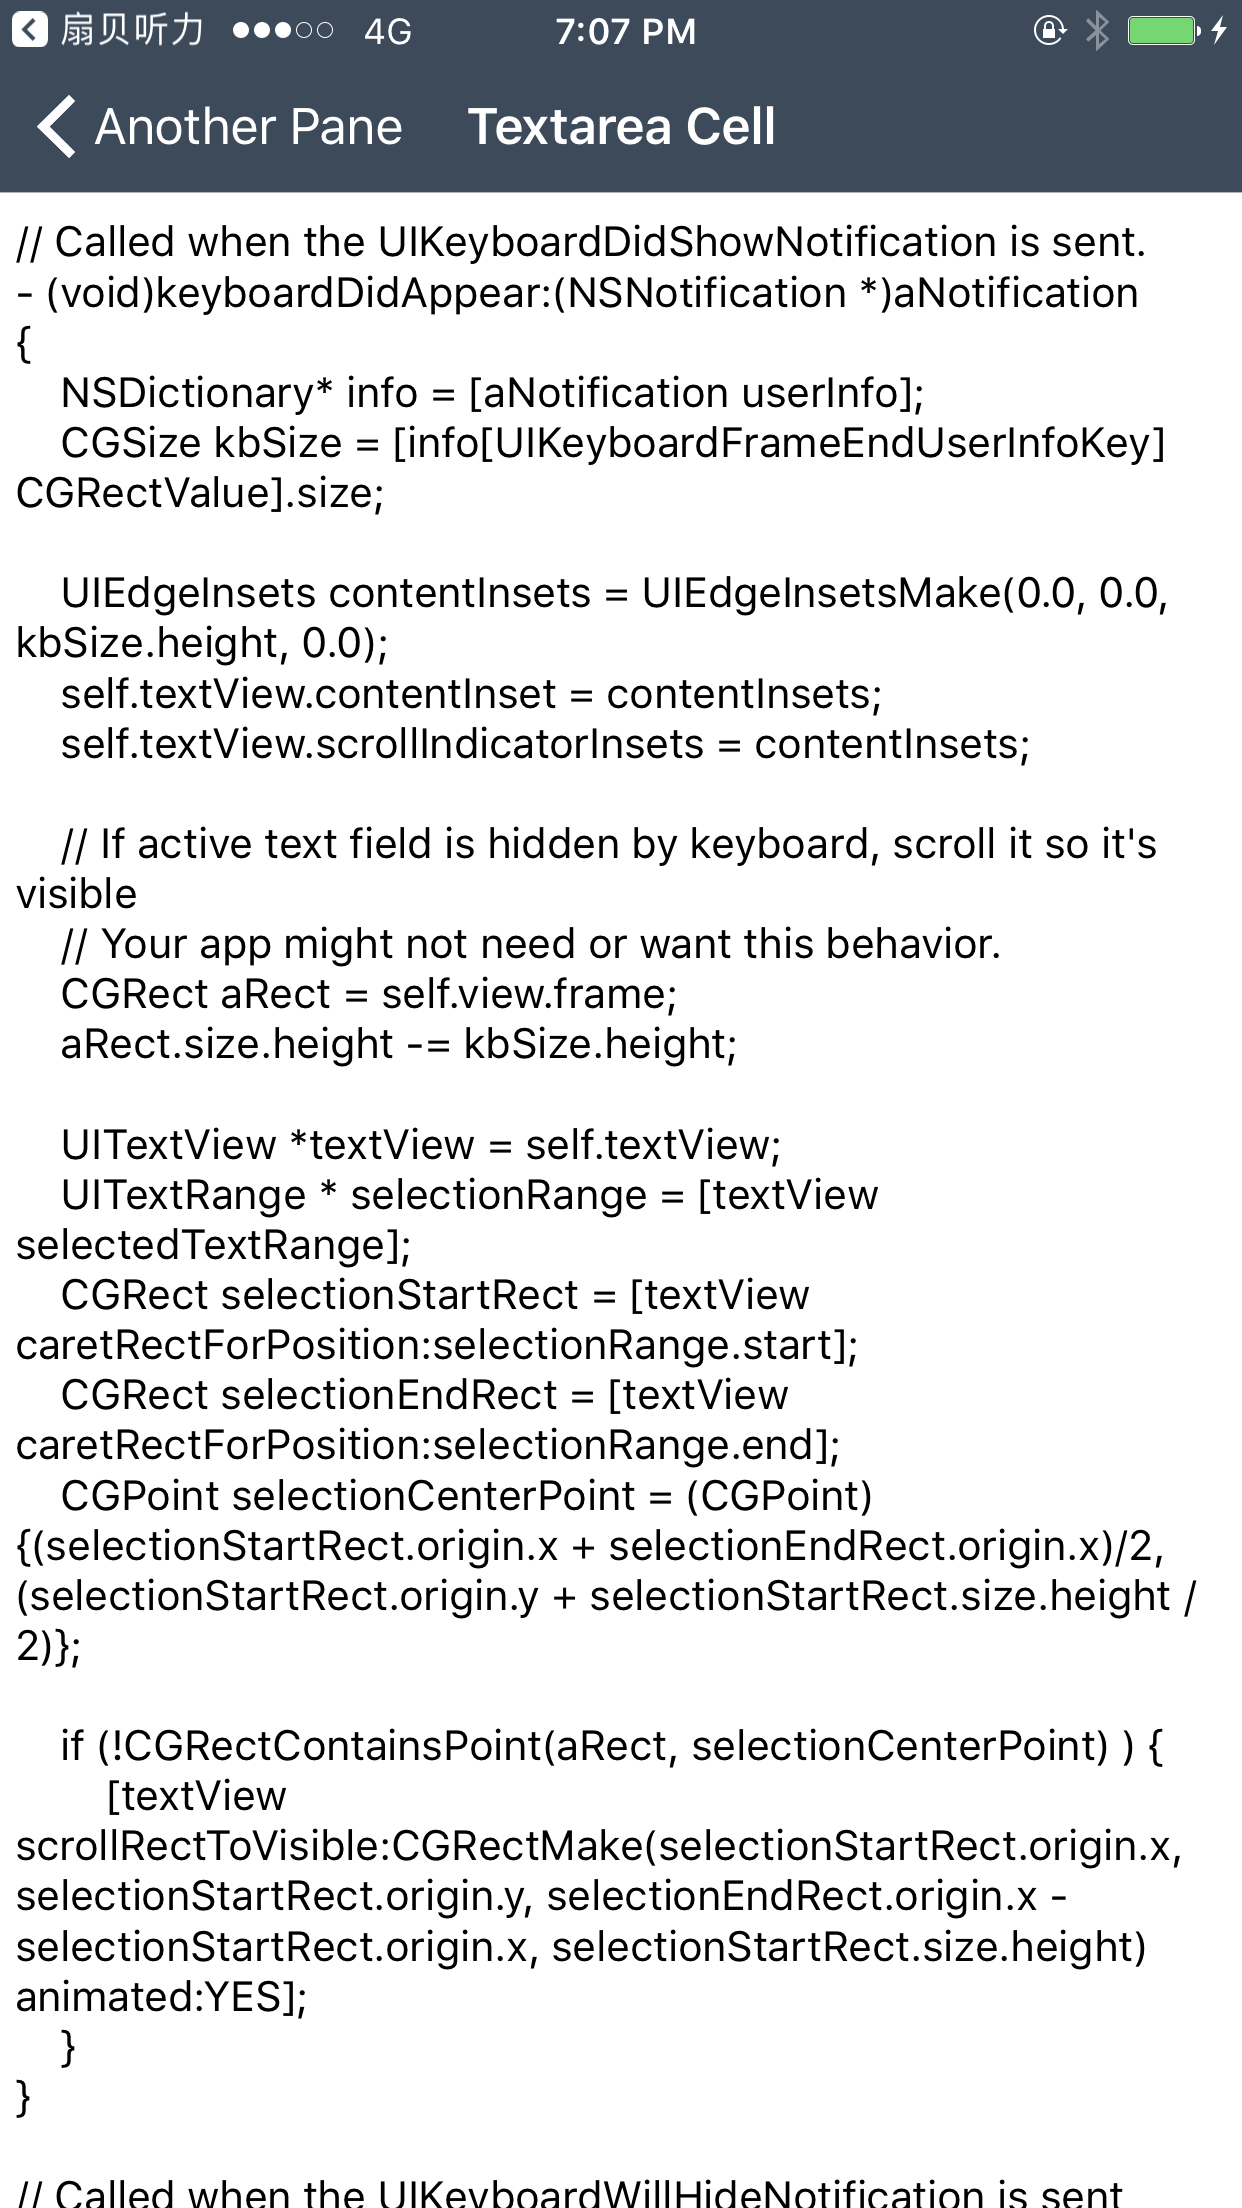 扇贝听力 4G 7:07 PM
Another Pane Textarea Cell
// Called when the UIKeyboardDidShowNotification is sent.
- (void)keyboardDidAppear:(NSNotification *)aNotification
{
    NSDictionary* info = [aNotification userInfo];
    CGSize kbSize = [info[UIKeyboardFrameEndUserInfoKey]
CGRectValue].size;

    UIEdgeInsets contentInsets = UIEdgeInsetsMake(0.0, 0.0,
kbSize.height, 0.0);
    self.textView.contentInset = contentInsets;
    self.textView.scrollIndicatorInsets = contentInsets;

    // If active text field is hidden by keyboard, scroll it so it's
visible
    // Your app might not need or want this behavior.
    CGRect aRect = self.view.frame;
    aRect.size.height -= kbSize.height;

    UITextView *textView = self.textView;
    UITextRange * selectionRange = [textView
selectedTextRange];
    CGRect selectionStartRect = [textView
caretRectForPosition:selectionRange.start];
    CGRect selectionEndRect = [textView
caretRectForPosition:selectionRange.end];
    CGPoint selectionCenterPoint = (CGPoint)
{(selectionStartRect.origin.x + selectionEndRect.origin.x)/2,
(selectionStartRect.origin.y + selectionStartRect.size.height /
2)};

    if (!CGRectContainsPoint(aRect, selectionCenterPoint) ) {
        [textView
scrollRectToVisible:CGRectMake(selectionStartRect.origin.x,
selectionStartRect.origin.y, selectionEndRect.origin.x -
selectionStartRect.origin.x, selectionStartRect.size.height)
animated:YES];
    }
}

// Called when the UIKeyboardWillHideNotification is sent